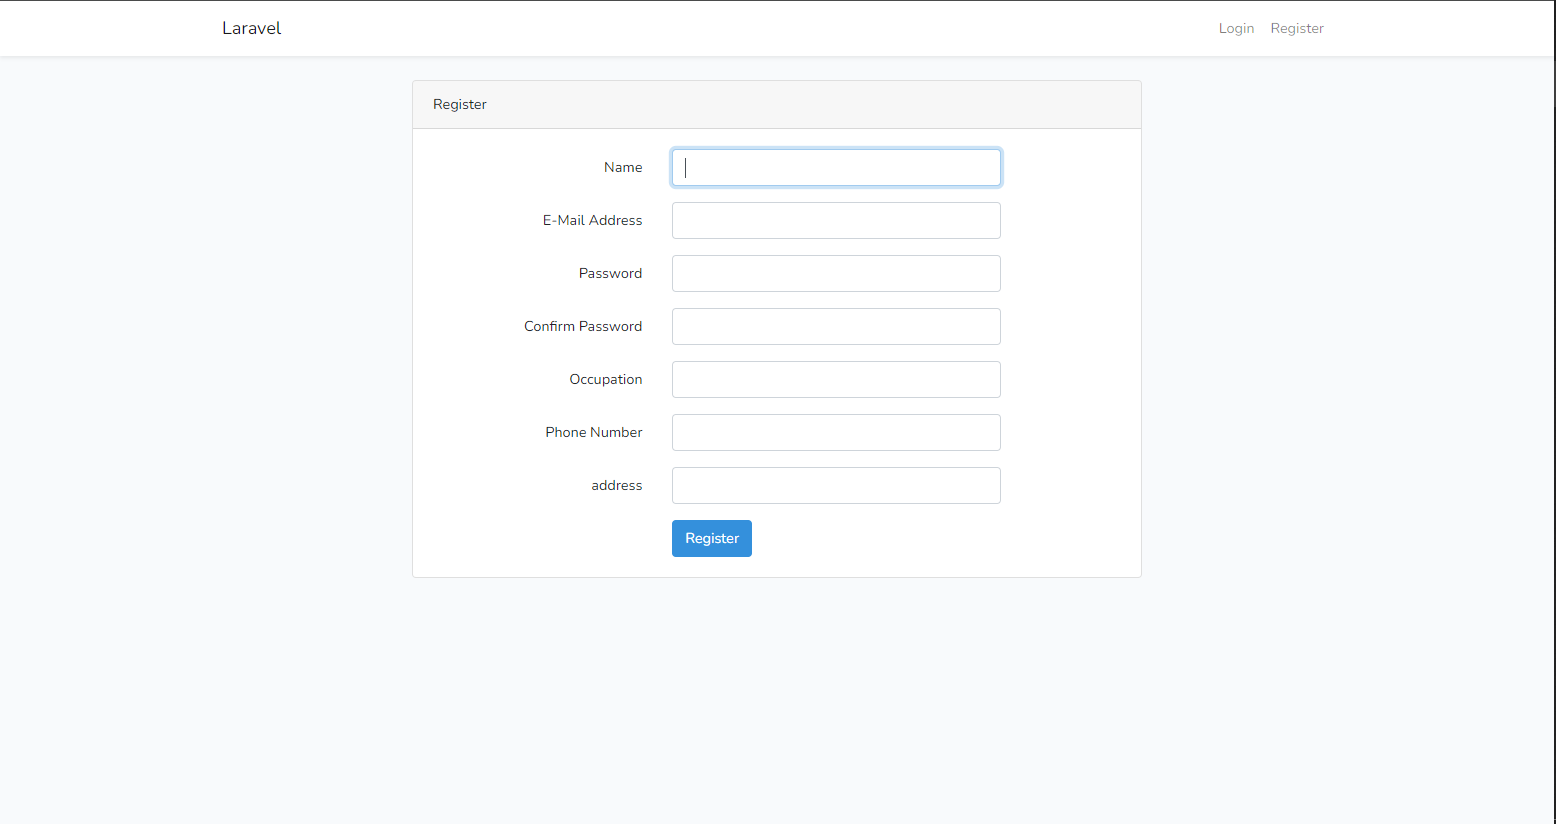 Laravel
Login Register
Register
Name
E-Mail Address
Password
Confirm Password
Occupation
Phone Number
address
Register